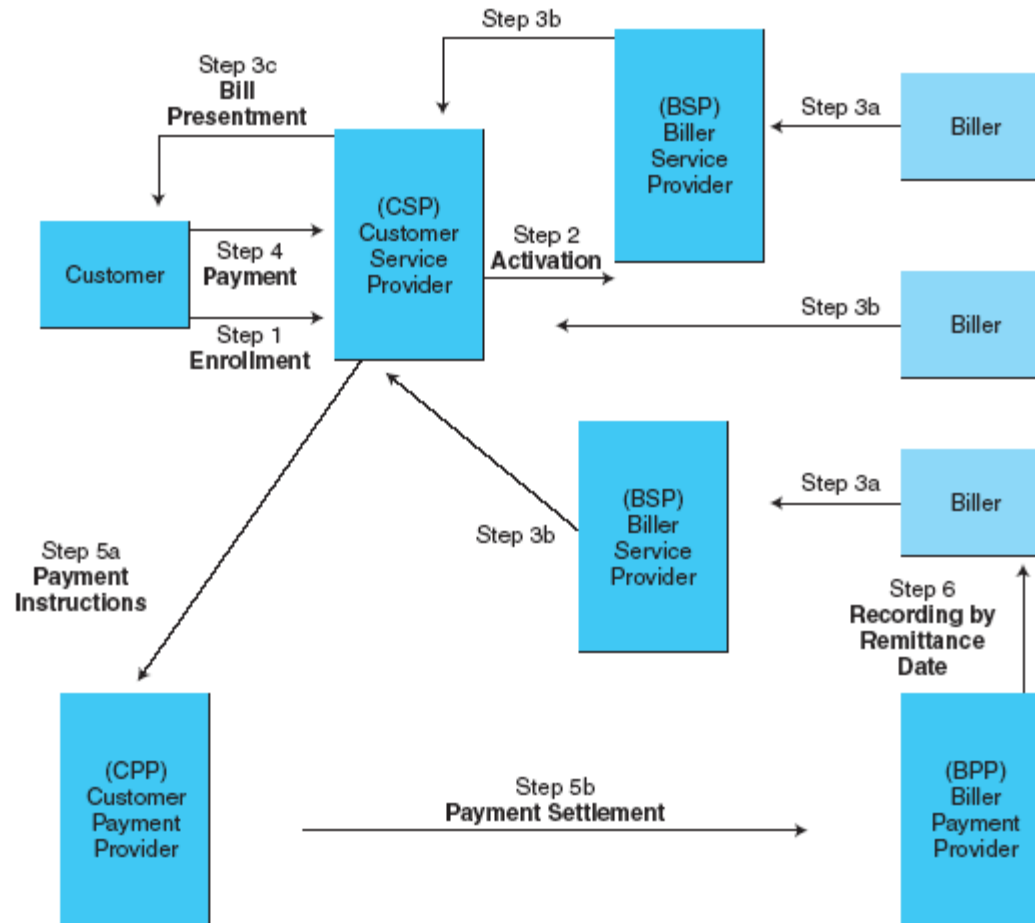 Step 3b
Step 3c
Bill
Presentment
(BSP)
Biller
Service
Provider
Step 3a
Biller
Customer
Step 4
Payment
Step 1
Enrollment
(CSP)
Customer
Service
Provider
Step 2
Activation
Step 3b
Biller
Step 3b
(BSP)
Biller
Service
Provider
Step 3a
Biller
Step 5a
Payment
Instructions
Step 6
Recording by
Remittance
Date
(CPP)
Customer
Payment
Provider
Step 5b
Payment Settlement
(BPP)
Biller
Payment
Provider